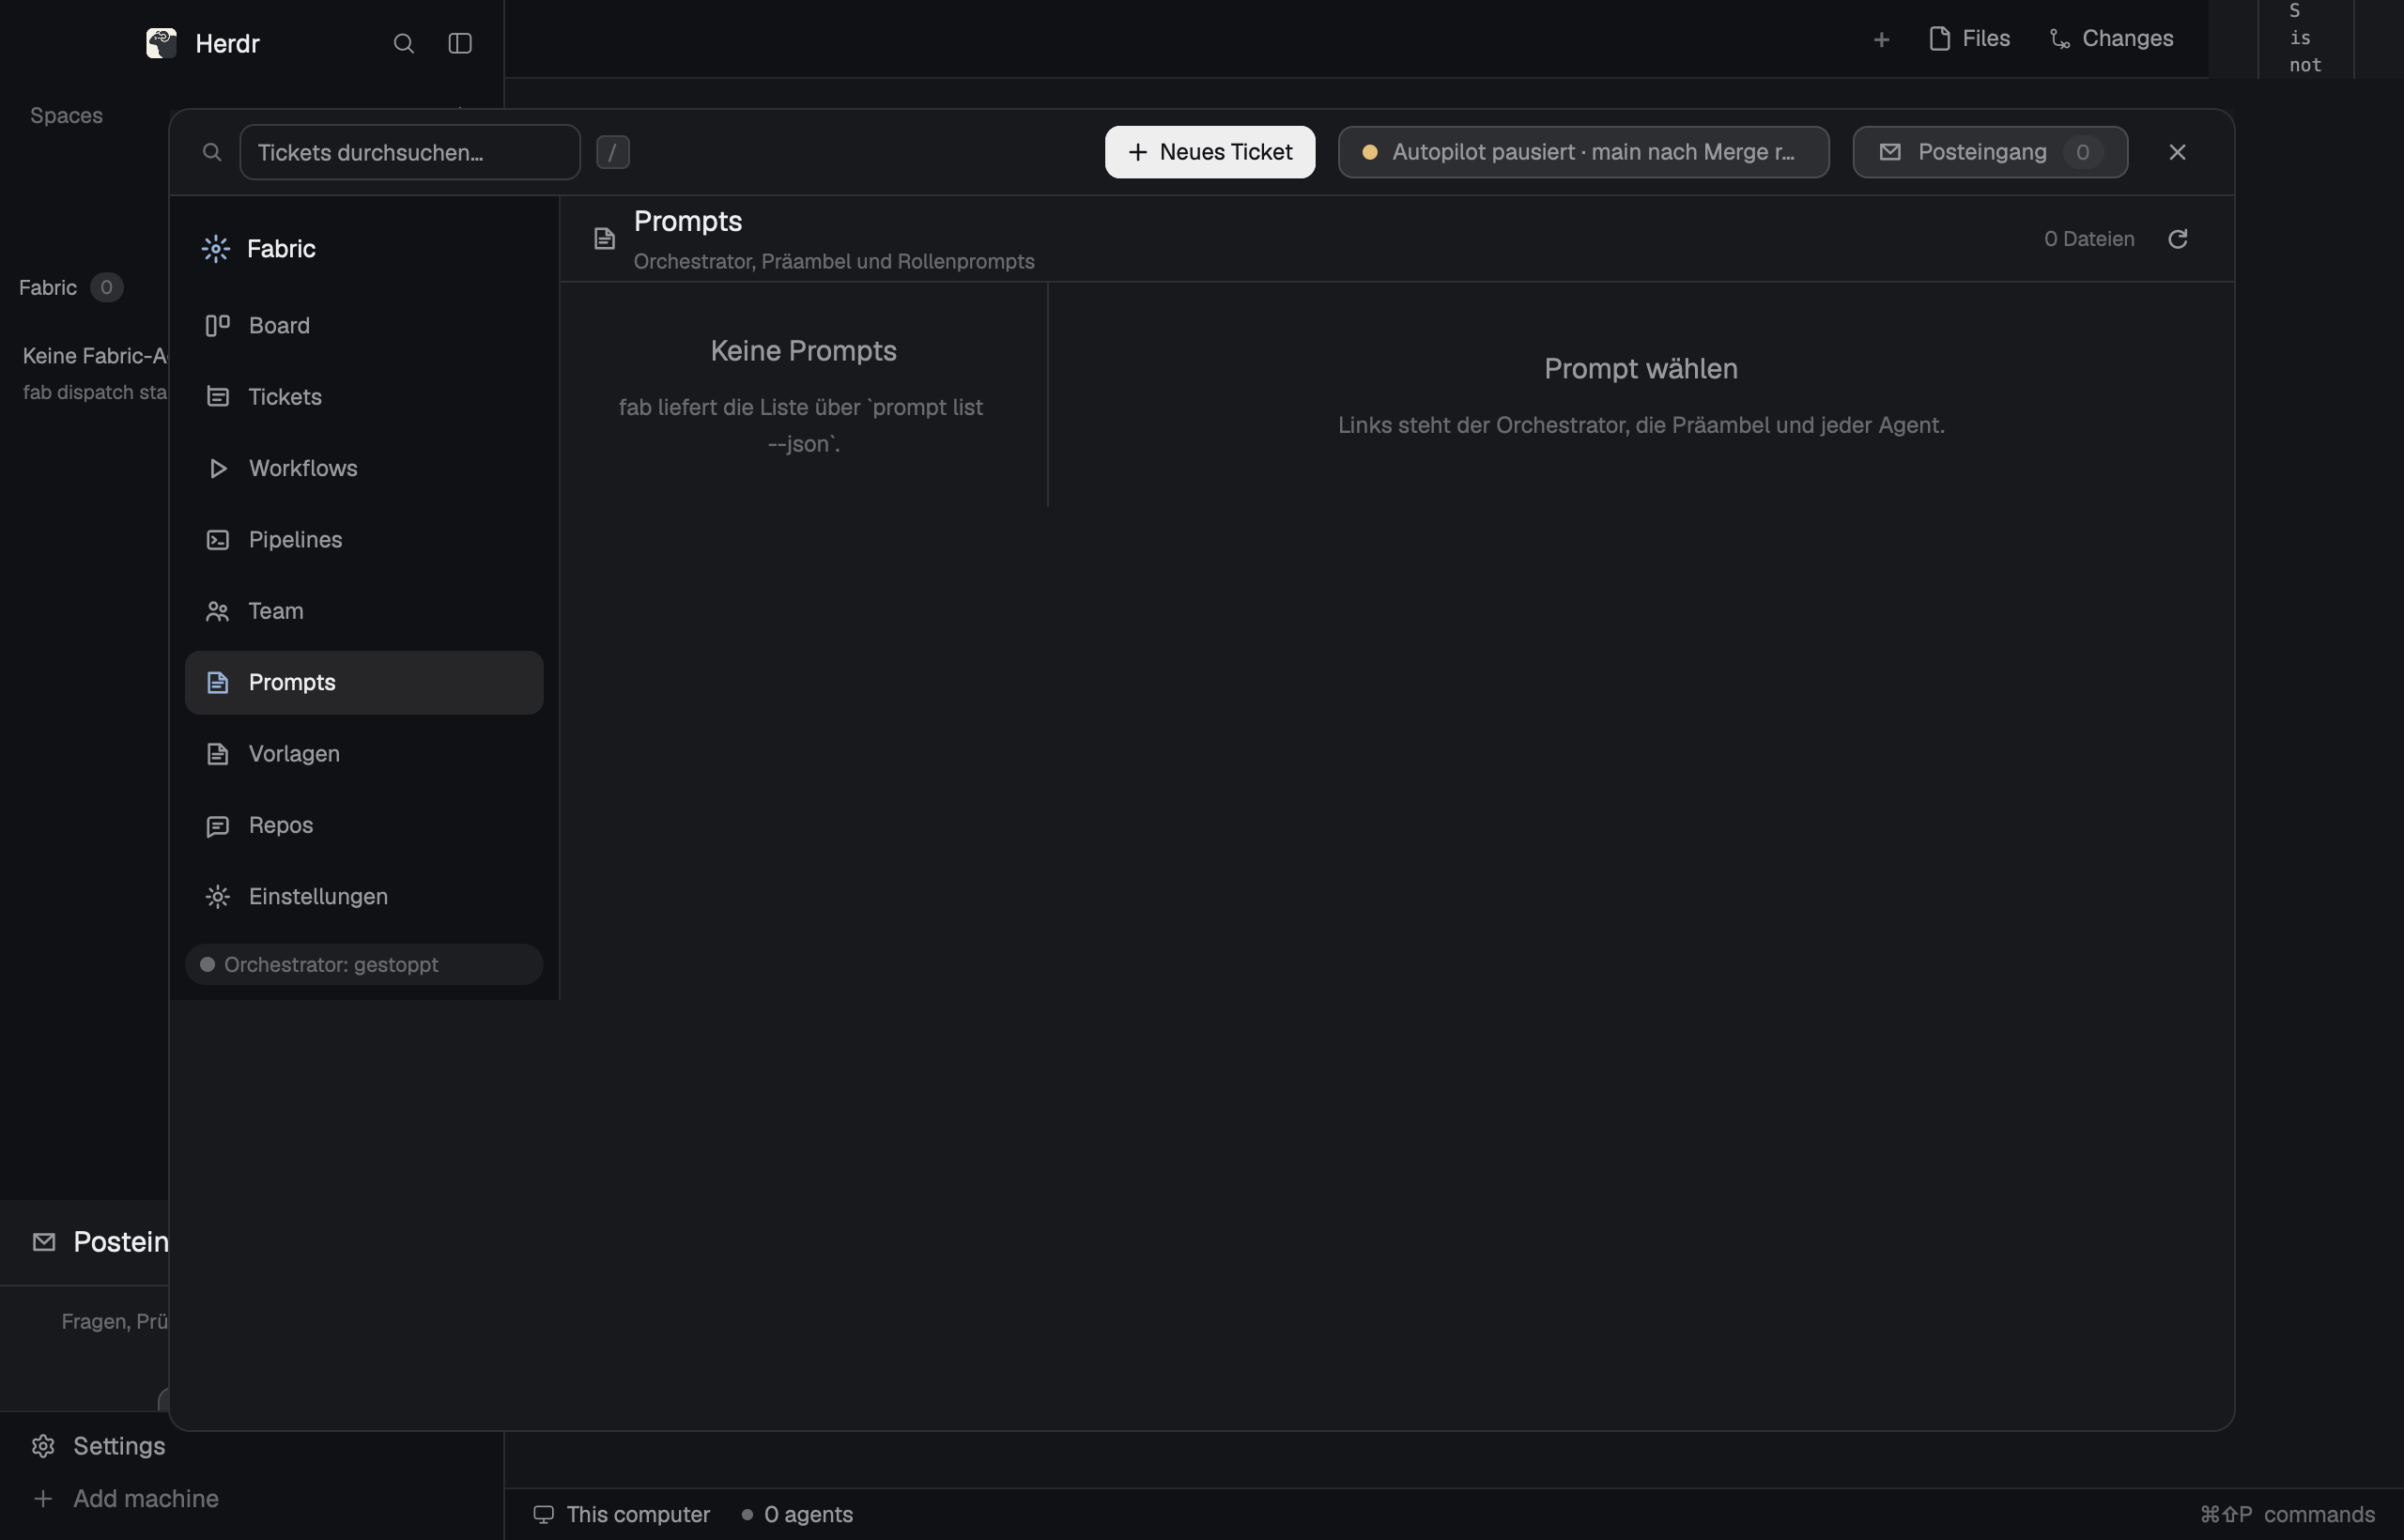 Herdr
Files
Changes
S
is
not
Spaces
Tickets durchsuchen...
/
Neues Ticket
Autopilot pausiert · main nach Merge r...
Posteingang 0
Fabric
Prompts
Orchestrator, Präambel und Rollenprompts
0 Dateien
Fabric 0
Board
Keine Fabric-A
fab dispatch sta
Tickets
Workflows
Pipelines
Team
Prompts
Vorlagen
Repos
Einstellungen
Orchestrator: gestoppt
Keine Prompts
fab liefert die Liste über `prompt list
--json`.
Prompt wählen
Links steht der Orchestrator, die Präambel und jeder Agent.
Postein
Fragen, Prü
Settings
Add machine
This computer
0 agents
⌘⇧P commands